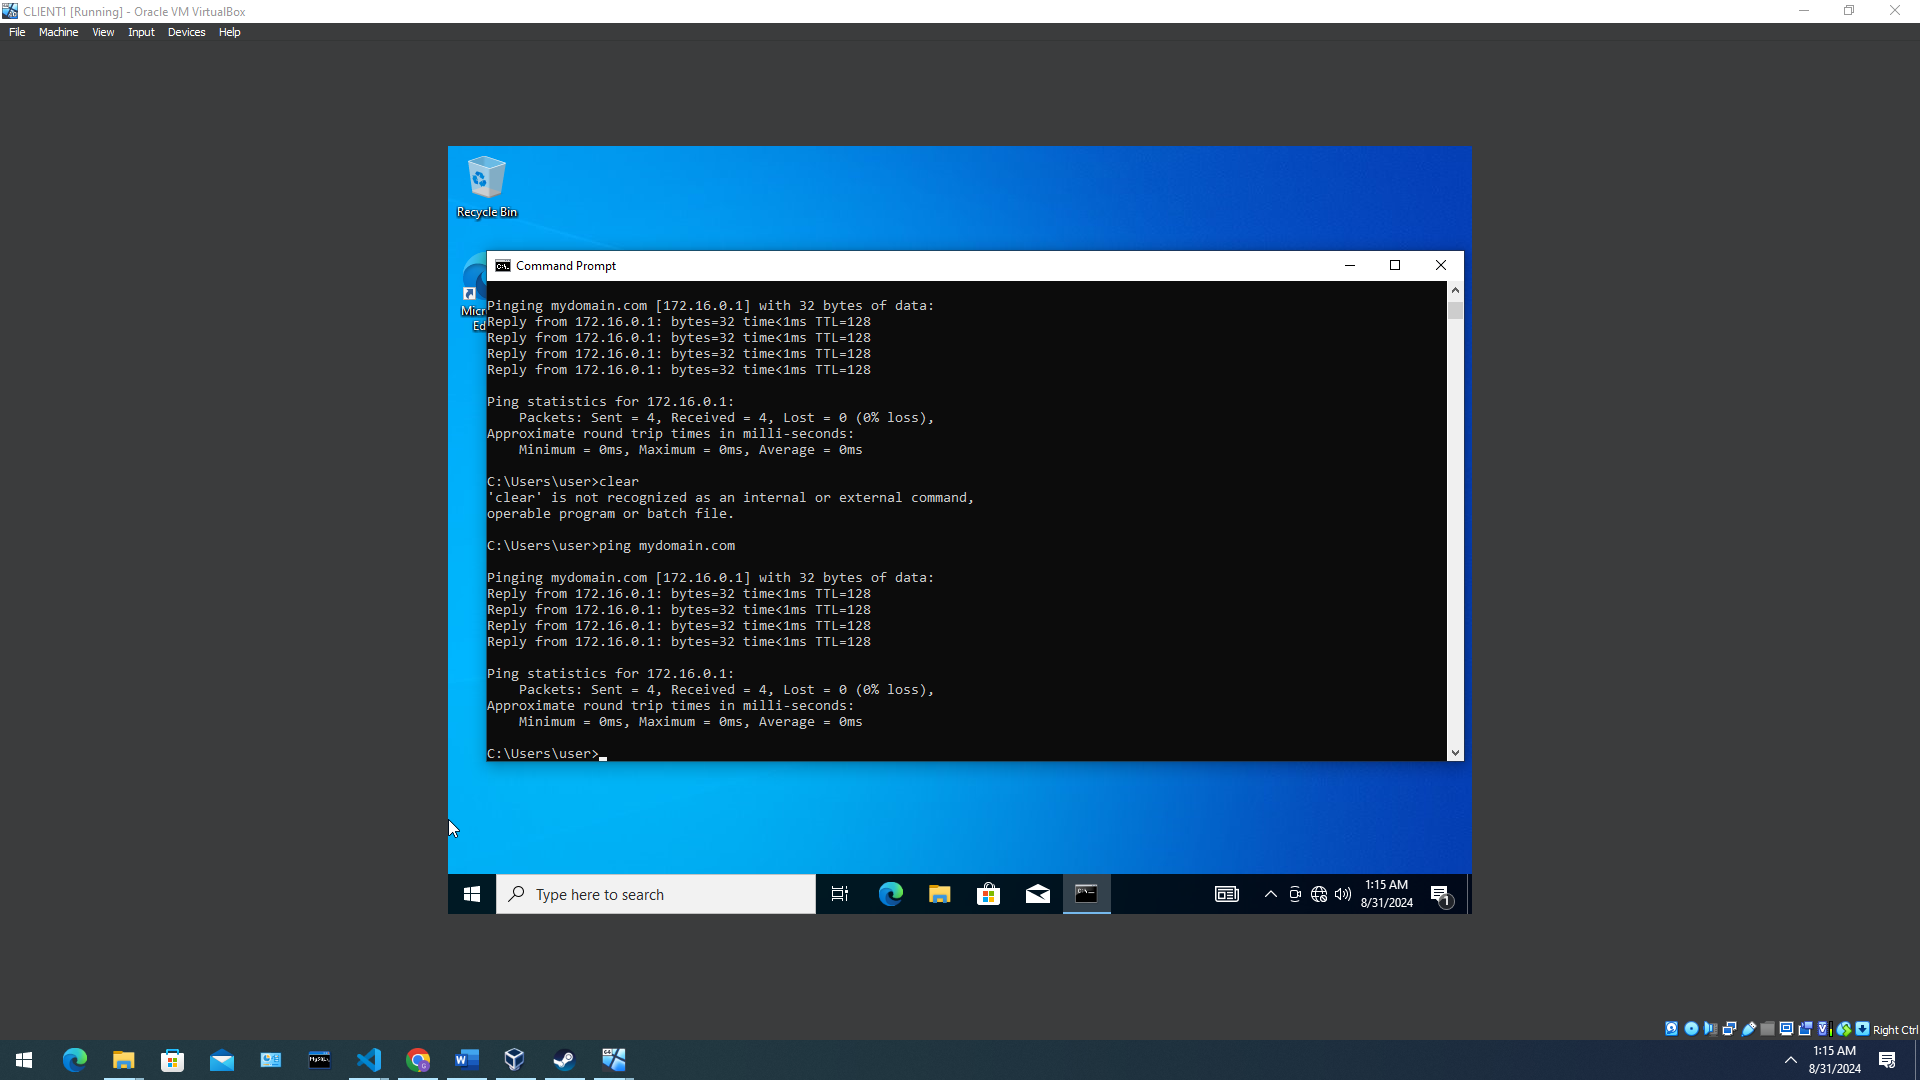 CLIENT1 [Running] - Oracle VM VirtualBox
File Machine View Input Devices Help
Recycle Bin
Command Prompt
Micr
Ed
Pinging mydomain.com [172.16.0.1] with 32 bytes of data:
Reply from 172.16.0.1: bytes=32 time<1ms TTL=128
Reply from 172.16.0.1: bytes=32 time<1ms TTL=128
Reply from 172.16.0.1: bytes=32 time<1ms TTL=128
Reply from 172.16.0.1: bytes=32 time<1ms TTL=128
Ping statistics for 172.16.0.1:
Packets: Sent = 4, Received = 4, Lost = 0 (0% loss),
Approximate round trip times in milli-seconds:
Minimum = 0ms, Maximum = 0ms, Average = 0ms
C:\Users\user>clear
'clear' is not recognized as an internal or external command,
operable program or batch file.
C:\Users\user>ping mydomain.com
Pinging mydomain.com [172.16.0.1] with 32 bytes of data:
Reply from 172.16.0.1: bytes=32 time<1ms TTL=128
Reply from 172.16.0.1: bytes=32 time<1ms TTL=128
Reply from 172.16.0.1: bytes=32 time<1ms TTL=128
Reply from 172.16.0.1: bytes=32 time<1ms TTL=128
Ping statistics for 172.16.0.1:
Packets: Sent = 4, Received = 4, Lost = 0 (0% loss),
Approximate round trip times in milli-seconds:
Minimum = 0ms, Maximum = 0ms, Average = 0ms
C:\Users\user>
Type here to search
1:15 AM
8/31/2024
1
Right Ctrl
MySQL
W
1:15 AM
8/31/2024